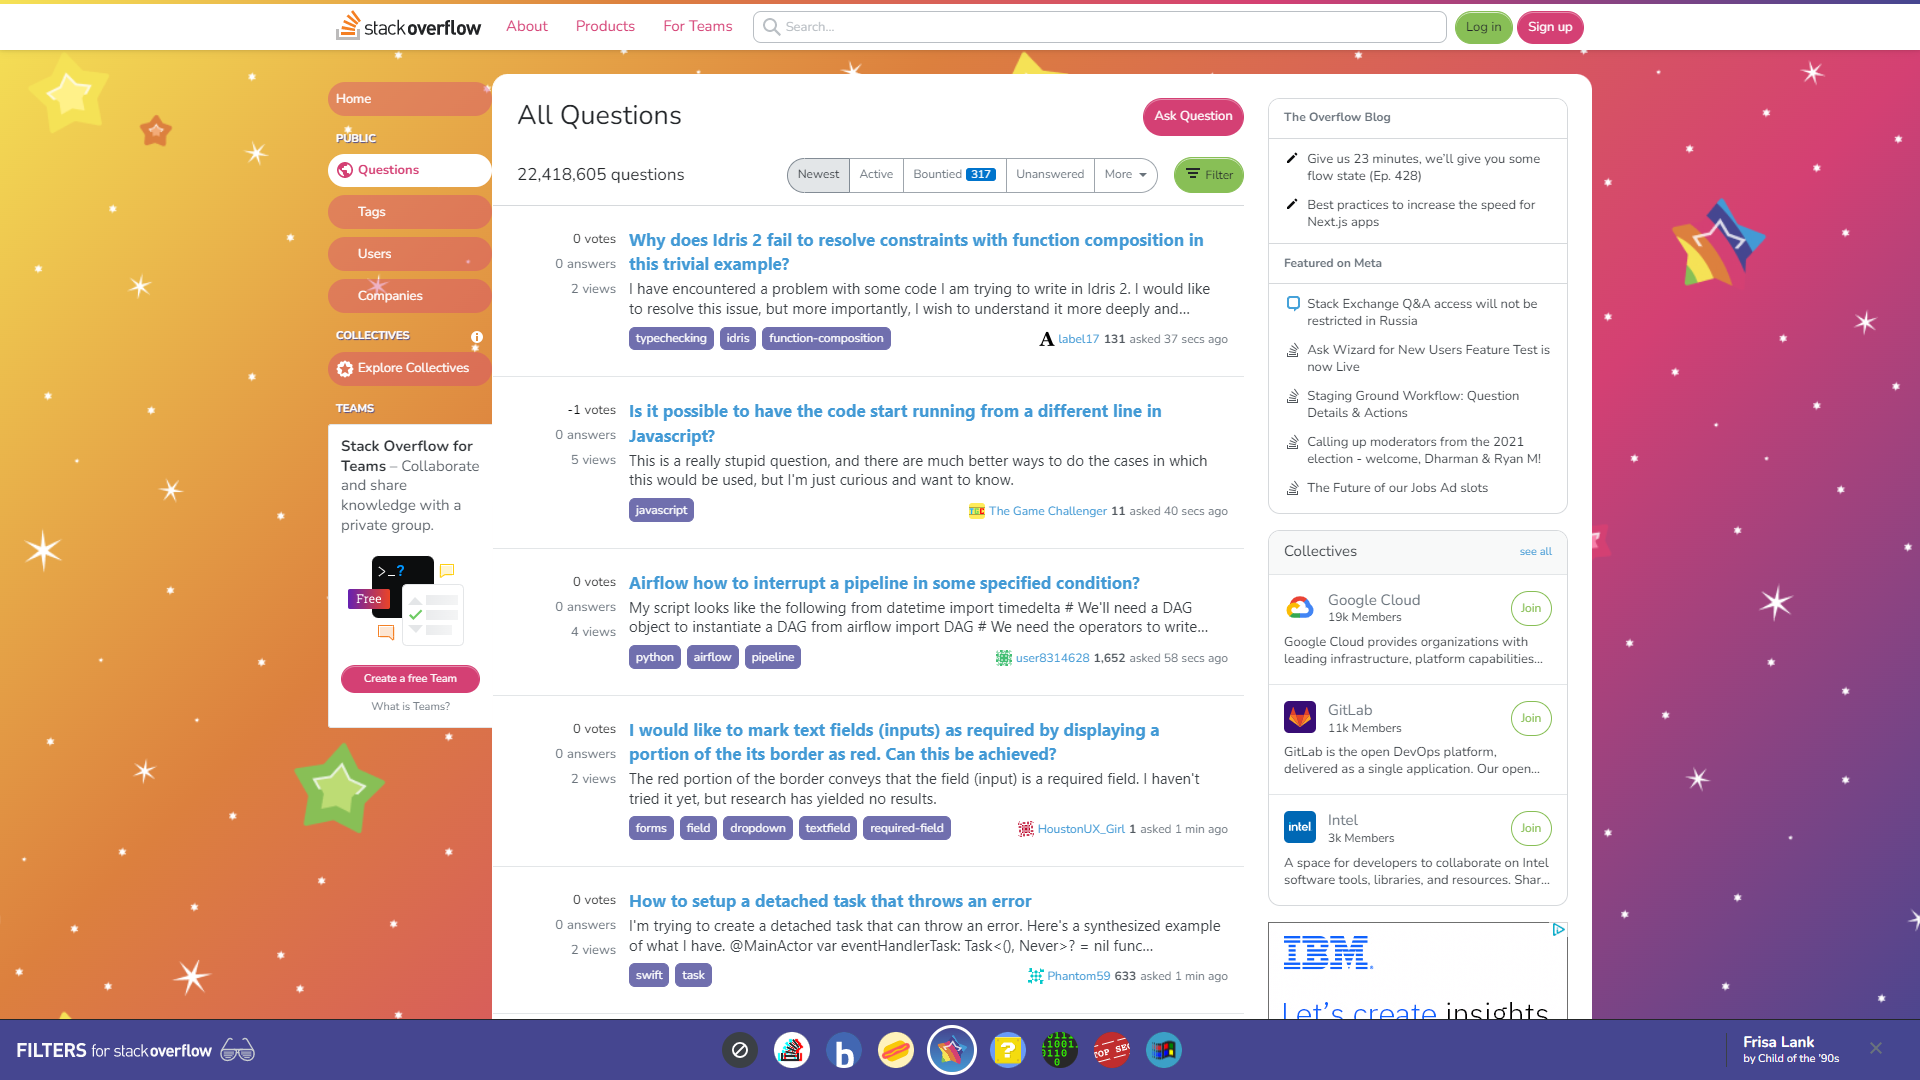 stackoverflow
About
Products
For Teams
Search...
Log in
Sign up
Home
PUBLIC
Questions
Tags
Users
Companies
COLLECTIVES
Explore Collectives
TEAMS
Stack Overflow for
Teams – Collaborate
and share
knowledge with a
private group.
>_?
Free
Create a free Team
What is Teams?
All Questions
Ask Question
22,418,605 questions
Newest
Active
Bountied 317
Unanswered
More
Filter
0 votes
0 answers
2 views
Why does Idris 2 fail to resolve constraints with function composition in
this trivial example?
I have encountered a problem with some code I am trying to write in Idris 2. I would like
to resolve this issue, but more importantly, I wish to understand it more deeply and...
typechecking
idris
function-composition
A label17 131 asked 37 secs ago
-1 votes
0 answers
5 views
Is it possible to have the code start running from a different line in
Javascript?
This is a really stupid question, and there are much better ways to do the cases in which
this would be used, but I'm just curious and want to know.
javascript
The Game Challenger 11 asked 40 secs ago
0 votes
0 answers
4 views
Airflow how to interrupt a pipeline in some specified condition?
My script looks like the following from datetime import timedelta # We'll need a DAG
object to instantiate a DAG from airflow import DAG # We need the operators to write...
python
airflow
pipeline
user8314628 1,652 asked 58 secs ago
0 votes
0 answers
2 views
I would like to mark text fields (inputs) as required by displaying a
portion of the its border as red. Can this be achieved?
The red portion of the border conveys that the field (input) is a required field. I haven't
tried it yet, but research has yielded no results.
forms
field
dropdown
textfield
required-field
HoustonUX_Girl 1 asked 1 min ago
0 votes
0 answers
2 views
How to setup a detached task that throws an error
I'm trying to create a detached task that can throw an error. Here's a synthesized example
of what I have. @MainActor var eventHandlerTask: Task<(), Never>? = nil func...
swift
task
Phantom59 633 asked 1 min ago
The Overflow Blog
Give us 23 minutes, we'll give you some
flow state (Ep. 428)
Best practices to increase the speed for
Next.js apps
Featured on Meta
Stack Exchange Q&A access will not be
restricted in Russia
Ask Wizard for New Users Feature Test is
now Live
Staging Ground Workflow: Question
Details & Actions
Calling up moderators from the 2021
election - welcome, Dharman & Ryan M!
The Future of our Jobs Ad slots
Collectives
see all
Google Cloud
19k Members
Join
Google Cloud provides organizations with
leading infrastructure, platform capabilities...
GitLab
11k Members
Join
GitLab is the open DevOps platform,
delivered as a single application. Our open...
intel
Intel
3k Members
Join
A space for developers to collaborate on Intel
software tools, libraries, and resources. Shar...
IBM
Let's create insights
FILTERS for stackoverflow
b
?
TOP SEC
Frisa Lank
by Child of the '90s